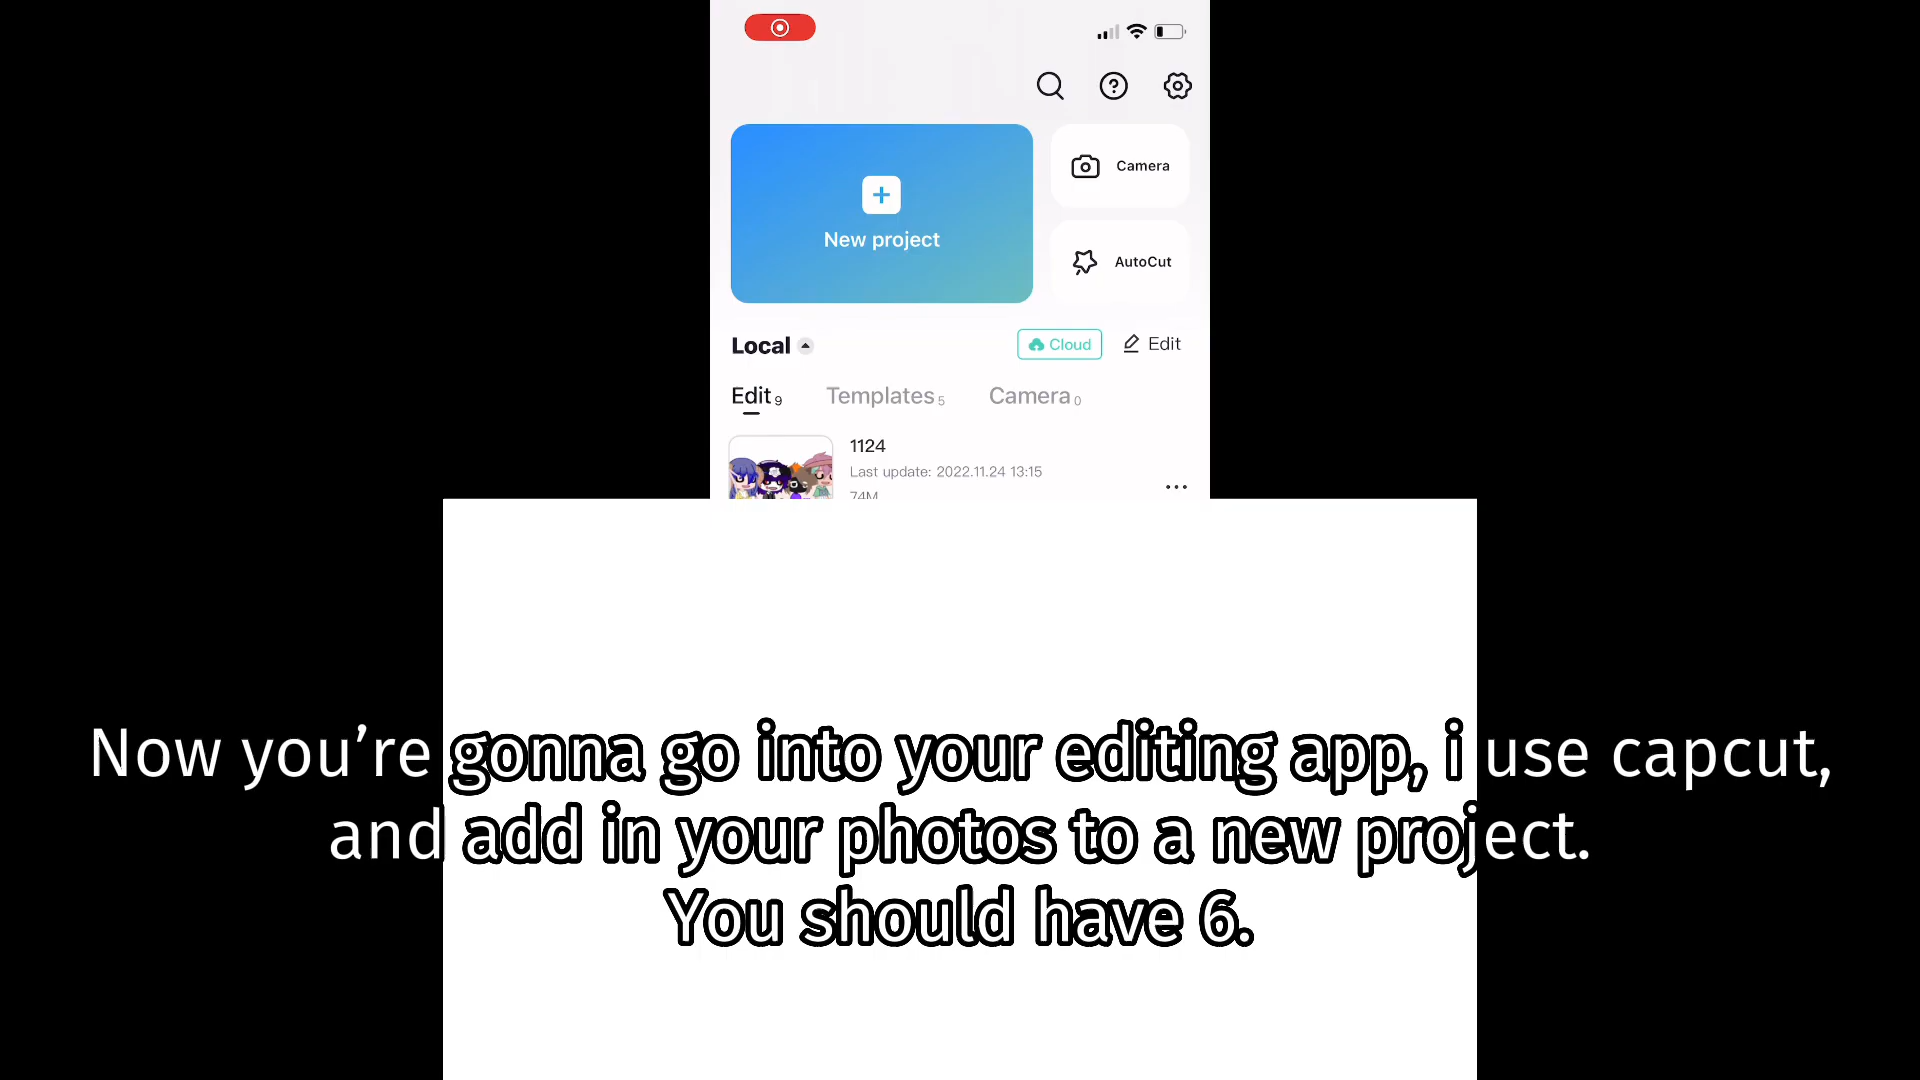 Camera
New project
AutoCut
Local
Cloud
Edit
Edit 9
Templates 5
Camera 0
1124
Last update: 2022.11.24 13:15
74M
Now you’re gonna go into your editing app, i use capcut,
and add in your photos to a new project.
You should have 6.